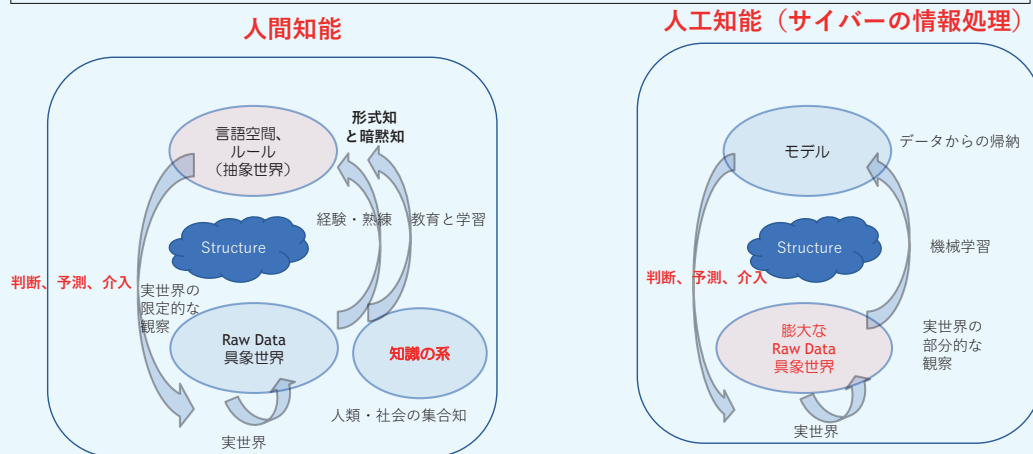 人間知能
言語空間、
ルール
（抽象世界）
形式知
と暗黙知
経験・熟練
教育と学習
Structure
判断、予測、介入
実世界の
限定的な
観察
Raw Data
具象世界
知識の系
人類・社会の集合知
実世界
人工知能（サイバーの情報処理）
モデル
データからの帰納
Structure
機械学習
判断、予測、介入
膨大な
Raw Data
具象世界
実世界の
部分的な
観察
実世界